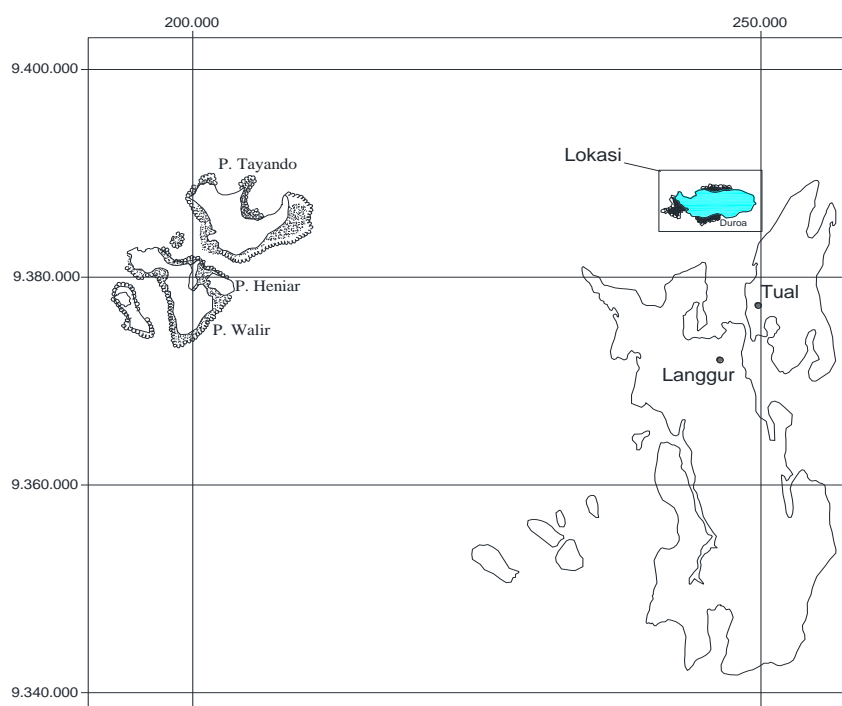 200.000 250.000
9.400.000
Lokasi
P. Tayando
Duroa
9.380.000
P. Heniar
Tual
P. Walir
Langgur
9.360.000
9.340.000